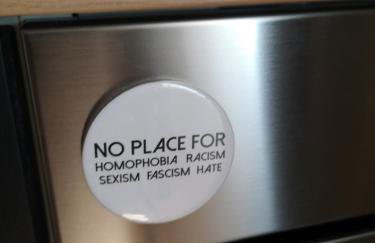 NO PLACE FOR
HOMOPHOBIA RACISM
SEXISM FASCISM HATE